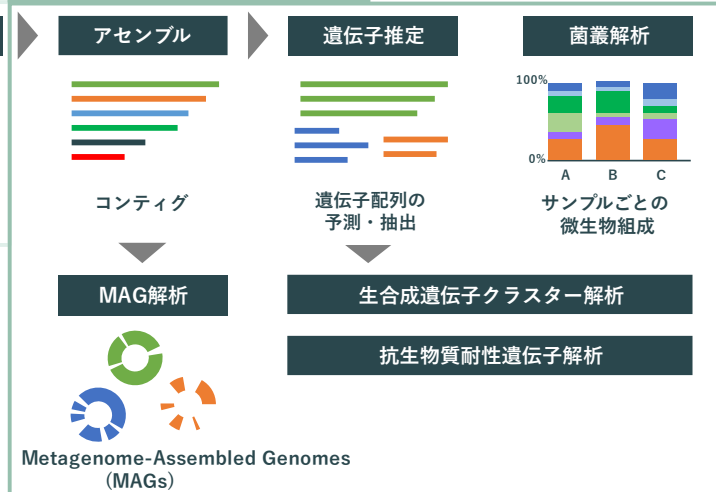 アセンブル
遺伝子推定
菌叢解析
100%
0%
A
B
C
コンティグ
遺伝子配列の
予測・抽出
サンプルごとの
微生物組成
MAG解析
生合成遺伝子クラスター解析
抗生物質耐性遺伝子解析
Metagenome-Assembled Genomes
(MAGs)